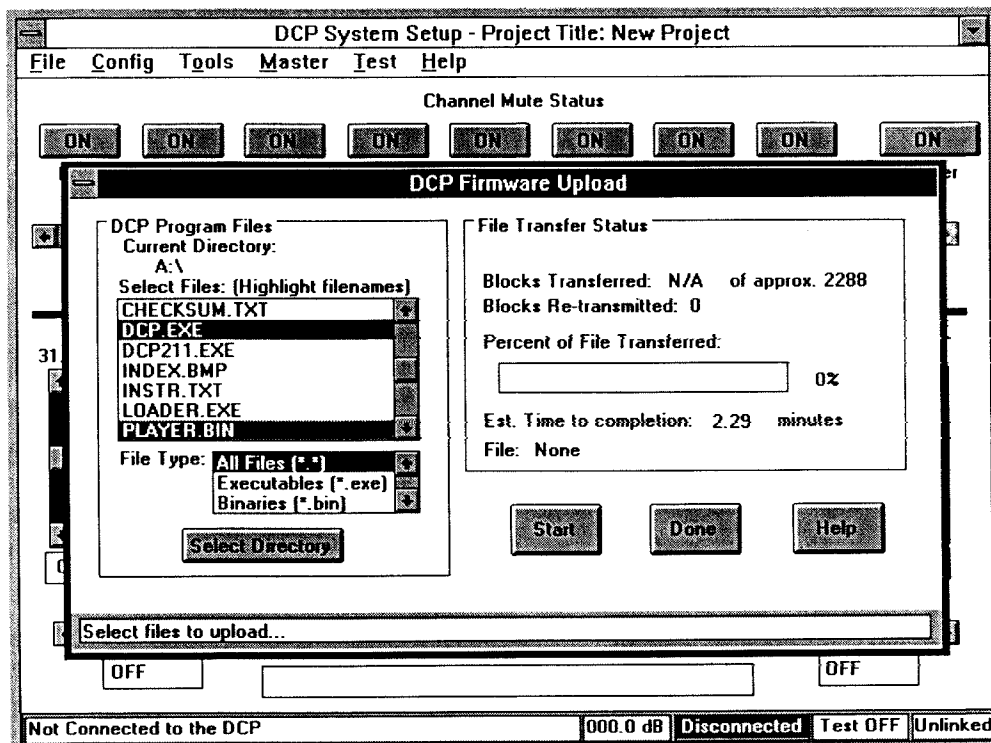 DCP System Setup - Project Title: New Project
File Config Tools Master Test Help
Channel Mute Status
ON ON ON ON ON ON ON ON ON
DCP Firmware Upload
DCP Program Files
Current Directory:
A:\
Select Files: (Highlight filenames)
CHECKSUM.TXT
DCP.EXE
DCP211.EXE
INDEX.BMP
INSTR.TXT
LOADER.EXE
PLAYER.BIN
File Type: All Files (*.*)
Executables (*.exe)
Binaries (*.bin)
Select Directory
File Transfer Status
Blocks Transferred: N/A of approx. 2288
Blocks Re-transmitted: 0
Percent of File Transferred:
0%
Est. Time to completion: 2.29 minutes
File: None
Start Done Help
Select files to upload...
31.
OFF OFF
Not Connected to the DCP 000.0 dB Disconnected Test OFF Unlinked